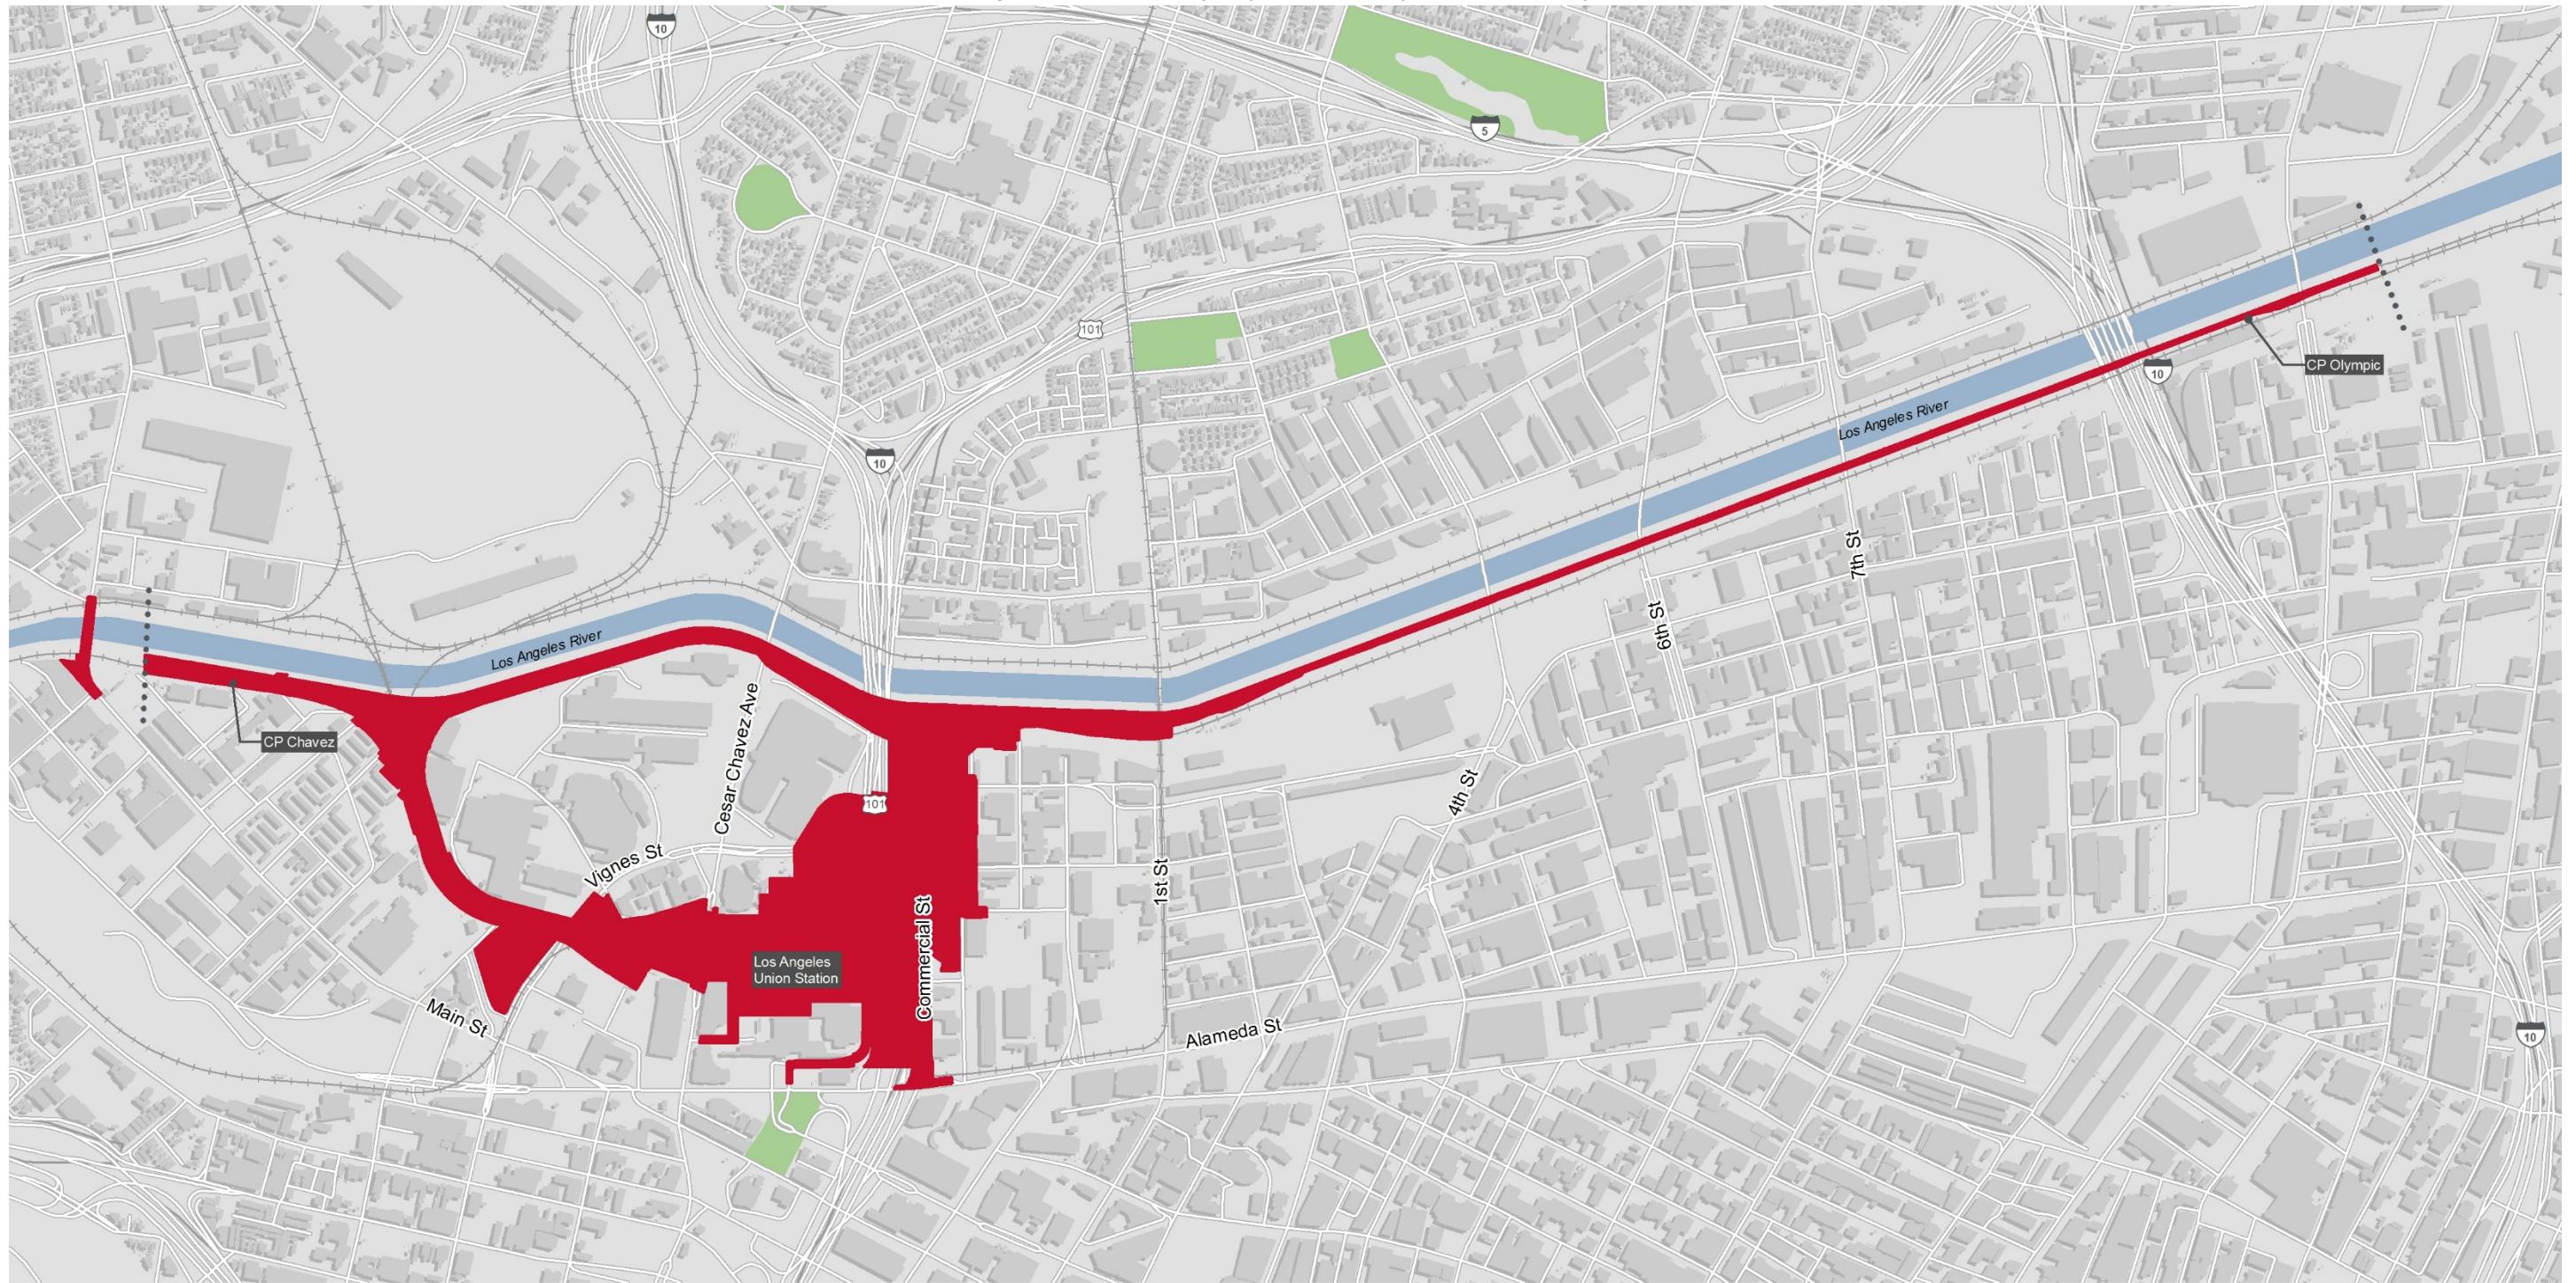 10
5
101
10
CP Olympic
10
Los Angeles River
7th St
6th St
Los Angeles River
CP Chavez
Cesar Chavez Ave
101
4th St
Vignes St
1st St
Commercial St
Los Angeles
Union Station
Main St
Alameda St
10